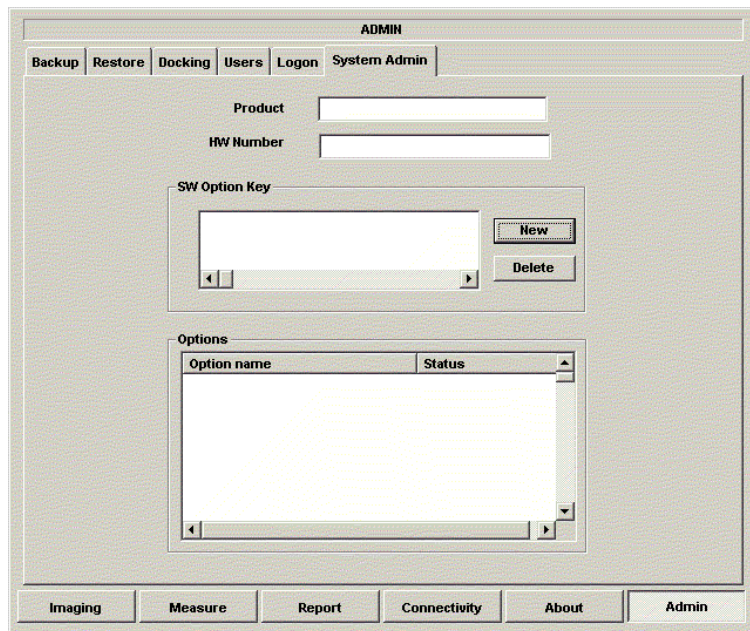 ADMIN
Backup Restore Docking Users Logon System Admin
Product
HW Number
SW Option Key
New
Delete
Options
Option name Status
Imaging Measure Report Connectivity About Admin